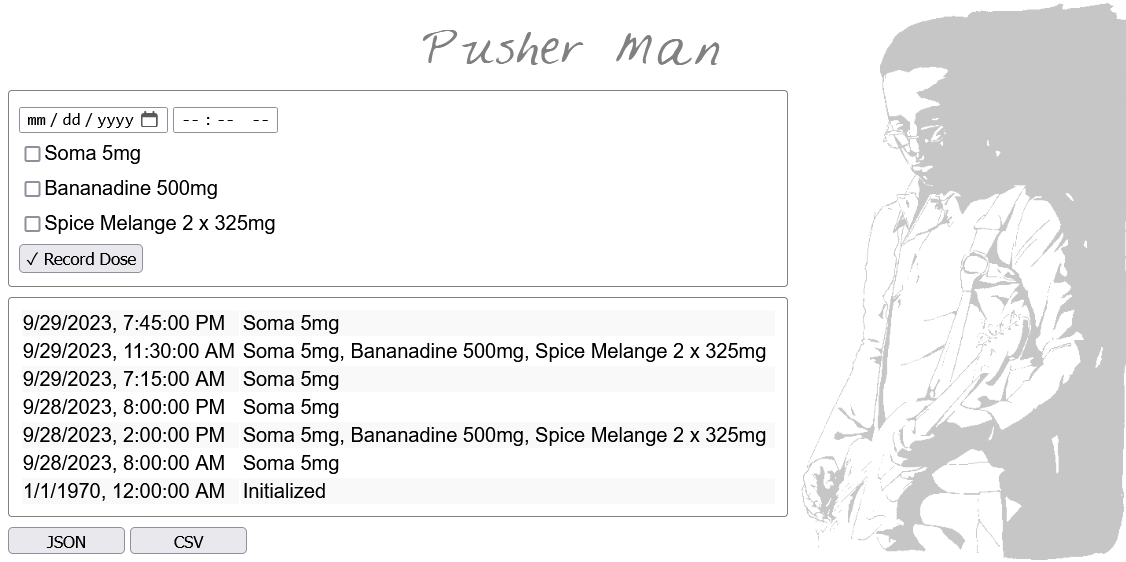 Pusher Man
mm / dd / yyyy -- : -- --
Soma 5mg
Bananadine 500mg
Spice Melange 2 x 325mg
✓ Record Dose
9/29/2023, 7:45:00 PM Soma 5mg
9/29/2023, 11:30:00 AM Soma 5mg, Bananadine 500mg, Spice Melange 2 x 325mg
9/29/2023, 7:15:00 AM Soma 5mg
9/28/2023, 8:00:00 PM Soma 5mg
9/28/2023, 2:00:00 PM Soma 5mg, Bananadine 500mg, Spice Melange 2 x 325mg
9/28/2023, 8:00:00 AM Soma 5mg
1/1/1970, 12:00:00 AM Initialized
JSON CSV